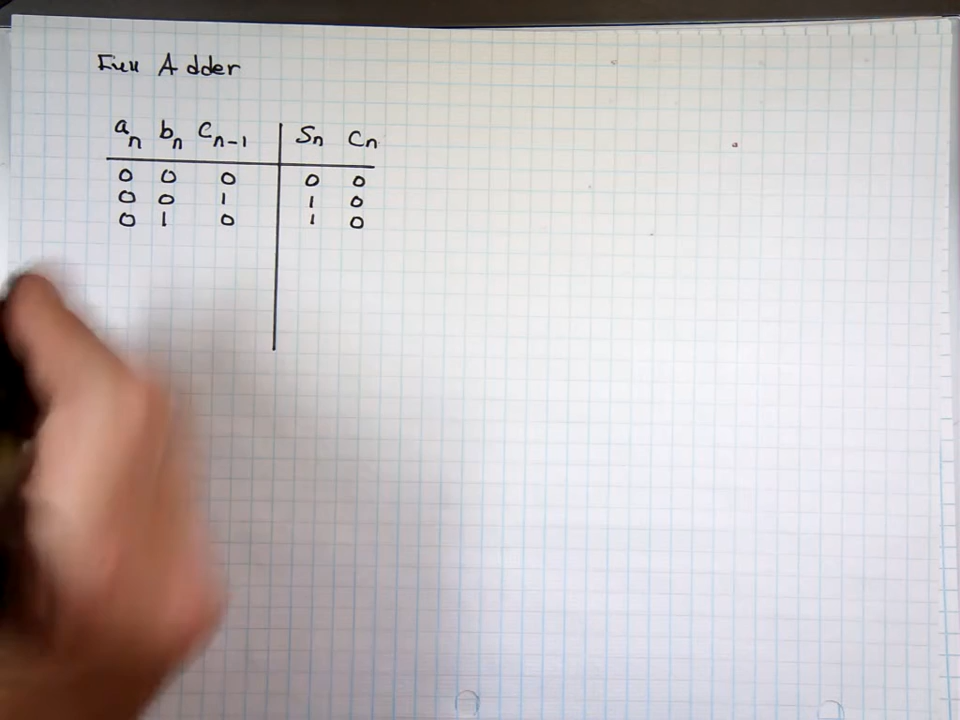 Full Adder
aₙ bₙ cₙ₋₁ | Sₙ cₙ
0 0 0 | 0 0
0 0 1 | 1 0
0 1 0 | 1 0